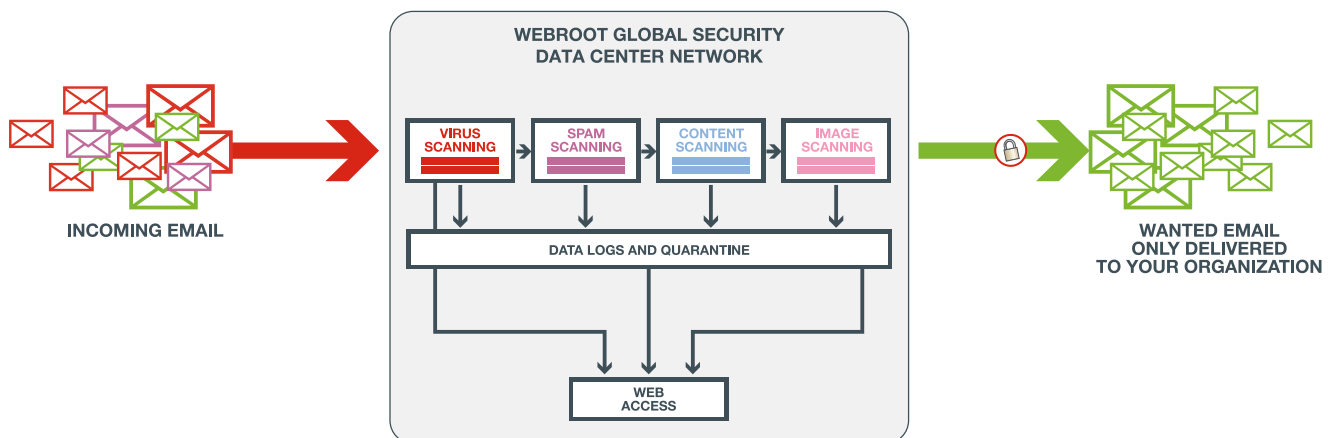 WEBROOT GLOBAL SECURITY
DATA CENTER NETWORK
VIRUS
SCANNING
SPAM
SCANNING
CONTENT
SCANNING
IMAGE
SCANNING
INCOMING EMAIL
DATA LOGS AND QUARANTINE
WANTED EMAIL
ONLY DELIVERED
TO YOUR ORGANIZATION
WEB
ACCESS